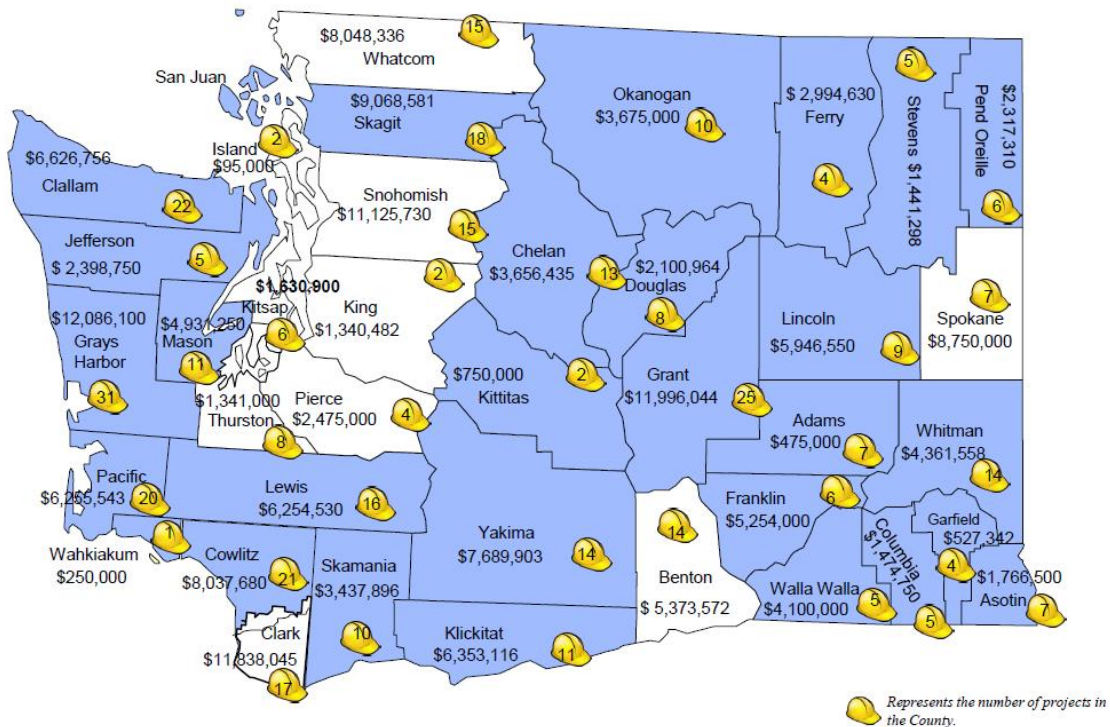 15
$8,048,336
Whatcom
San Juan
$9,068,581
Skagit
18
Okanogan
$3,675,000
10
$ 2,994,630
Ferry
4
5
Stevens $1,441,298
$2,317,310
Pend Oreille
6
2
Island
$95,000
$6,626,756
Clallam
22
Snohomish
$11,125,730
15
Jefferson
$ 2,398,750
5
Chelan
$3,656,435
13
$2,100,964
Douglas
8
$1,630,900
Kitsap
6
2
King
$1,340,482
$12,086,100
Grays
Harbor
31
$4,931,250
Mason
11
Lincoln
$5,946,550
9
7
Spokane
$8,750,000
$750,000
Kittitas
2
Grant
$11,996,044
25
$1,341,000
Thurston
8
Pierce
$2,475,000
4
Adams
$475,000
7
Whitman
$4,361,558
14
Pacific
$6,255,543
20
Lewis
$6,254,530
16
Yakima
$7,689,903
14
14
Benton
$ 5,373,572
Franklin
$5,254,000
6
Columbia
$1,474,750
5
Garfield
$527,342
4
1
Wahkiakum
$250,000
Cowlitz
$8,037,680
21
Skamania
$3,437,896
10
Walla Walla
$4,100,000
5
$1,766,500
Asotin
7
Clark
$11,838,045
17
Klickitat
$6,353,116
11
Represents the number of projects in
the County.